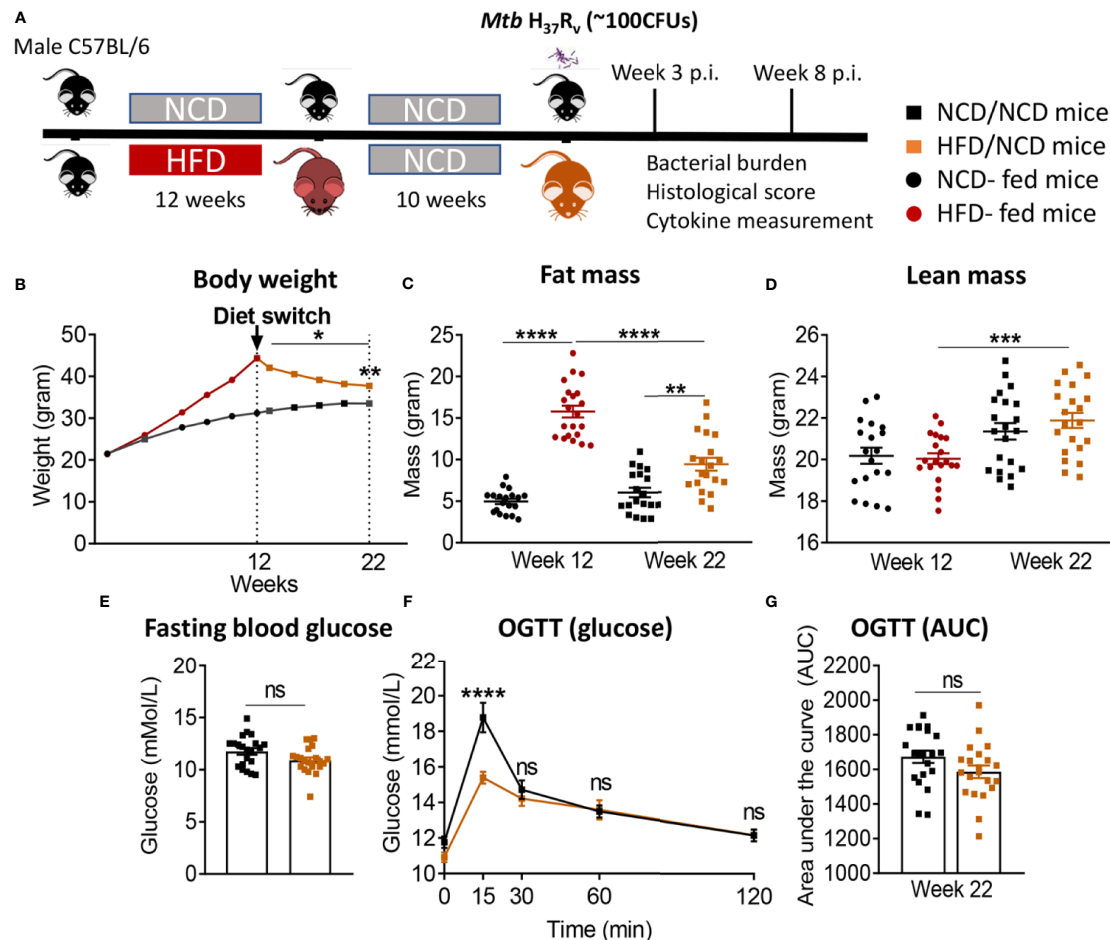 A
Mtb H37Rv (~100CFUs)
Male C57BL/6
Week 3 p.i.
Week 8 p.i.
NCD
NCD
HFD
NCD
12 weeks
10 weeks
Bacterial burden
Histological score
Cytokine measurement
NCD/NCD mice
HFD/NCD mice
NCD- fed mice
HFD- fed mice
B
Body weight
Diet switch
*
**
Weight (gram)
50
40
30
20
10
0
12
22
Weeks
C
Fat mass
****
****
**
Mass (gram)
25
20
15
10
5
0
Week 12
Week 22
D
Lean mass
***
Mass (gram)
26
24
22
20
18
16
Week 12
Week 22
E
Fasting blood glucose
ns
Glucose (mMol/L)
20
15
10
5
0
F
OGTT (glucose)
****
ns
ns
ns
Glucose (mmol/L)
22
20
18
16
14
12
10
0
15
30
60
120
Time (min)
G
OGTT (AUC)
ns
Area under the curve (AUC)
2200
2000
1800
1600
1400
1200
1000
Week 22